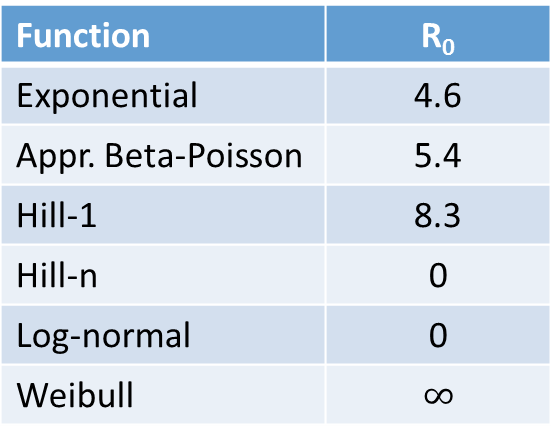 Function R₀
Exponential 4.6
Appr. Beta-Poisson 5.4
Hill-1 8.3
Hill-n 0
Log-normal 0
Weibull ∞